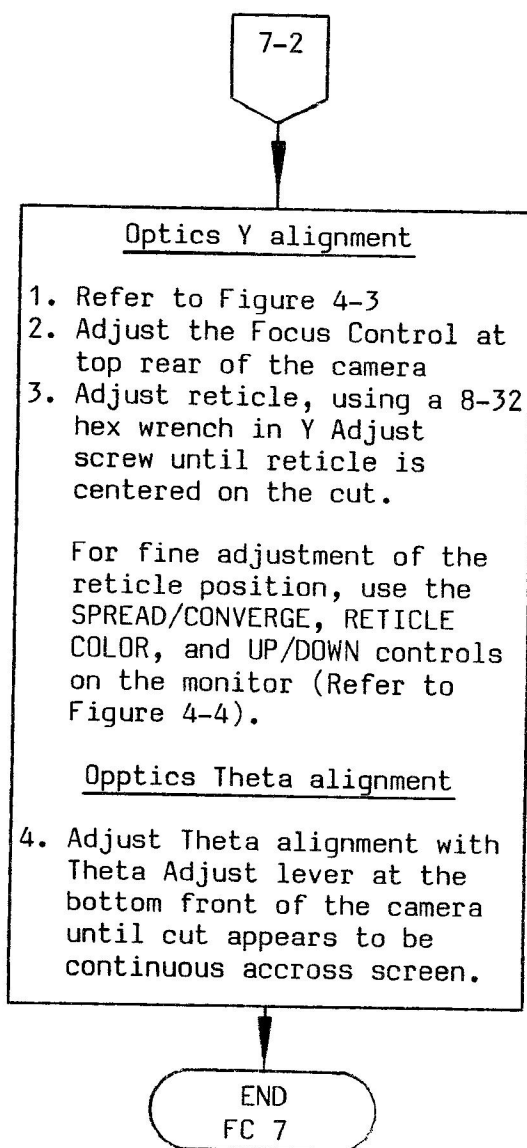 7-2
Optics Y alignment
1. Refer to Figure 4-3
2. Adjust the Focus Control at
top rear of the camera
3. Adjust reticle, using a 8-32
hex wrench in Y Adjust
screw until reticle is
centered on the cut.
For fine adjustment of the
reticle position, use the
SPREAD/CONVERGE, RETICLE
COLOR, and UP/DOWN controls
on the monitor (Refer to
Figure 4-4).
Opptics Theta alignment
4. Adjust Theta alignment with
Theta Adjust lever at the
bottom front of the camera
until cut appears to be
continuous accross screen.
END
FC 7